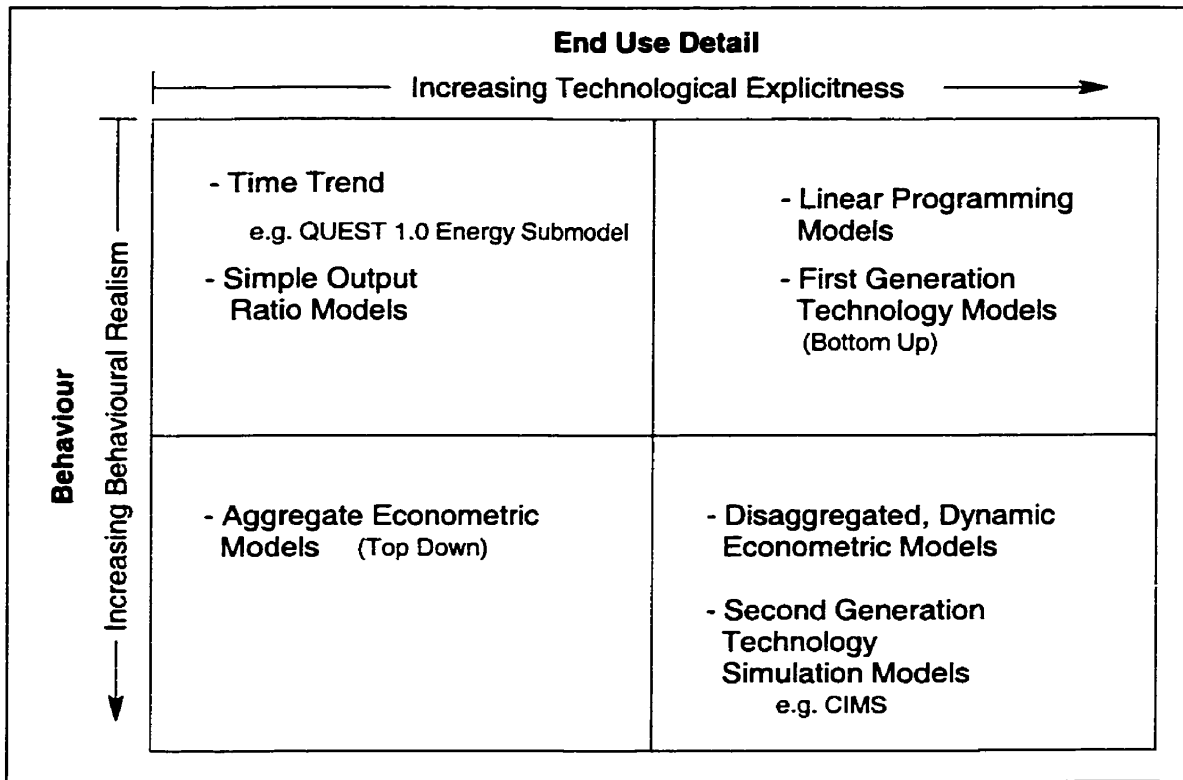 End Use Detail
Increasing Technological Explicitness
Behaviour
Increasing Behavioural Realism
- Time Trend
e.g. QUEST 1.0 Energy Submodel
- Simple Output
Ratio Models
- Linear Programming
Models
- First Generation
Technology Models
(Bottom Up)
- Aggregate Econometric
Models (Top Down)
- Disaggregated, Dynamic
Econometric Models
- Second Generation
Technology
Simulation Models
e.g. CIMS